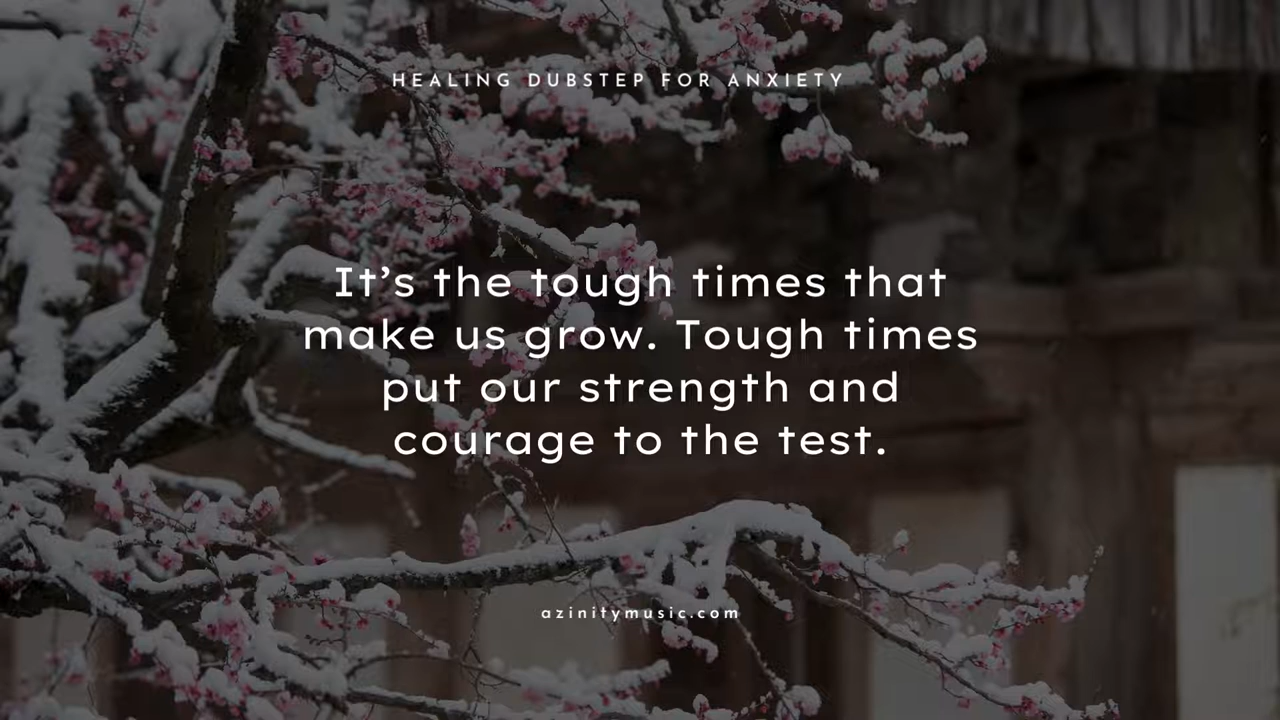 HEALING DUBSTEP FOR ANXIETY
It’s the tough times that
make us grow. Tough times
put our strength and
courage to the test.
azinitymusic.com